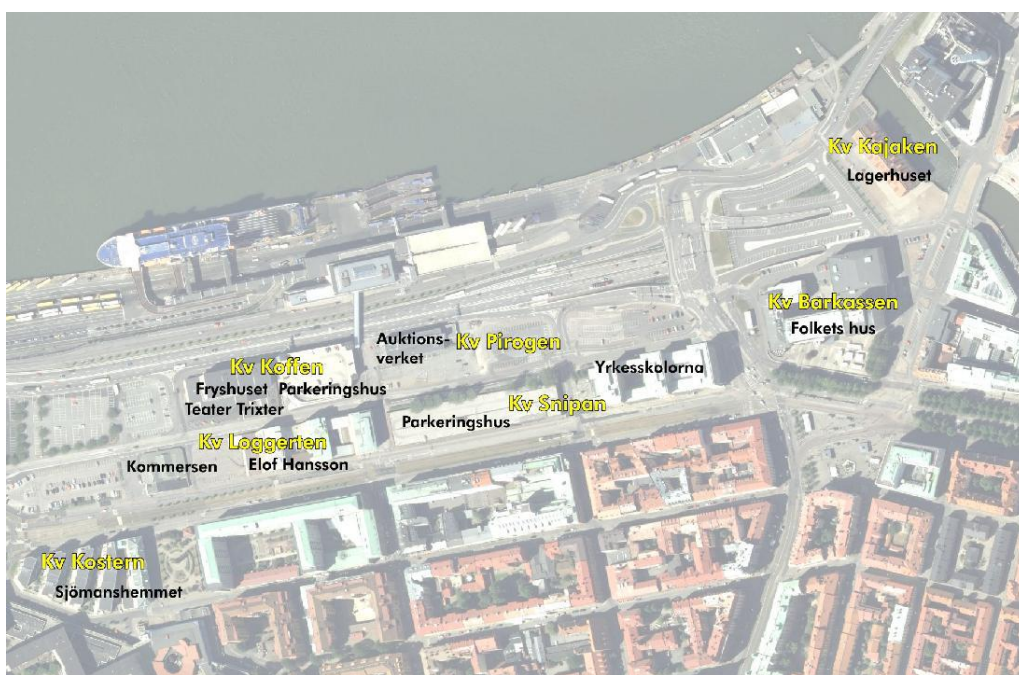 Kv Kajaken
Lagerhuset
Kv Barkassen
Folkets hus
Auktions-
verket
Kv Pirogen
Kv Koffen
Fryshuset
Parkeringshus
Teater Trixter
Yrkesskolorna
Kv Snipan
Parkeringshus
Kv Loggerten
Elof Hansson
Kommersen
Kv Kostern
Sjömanshemmet